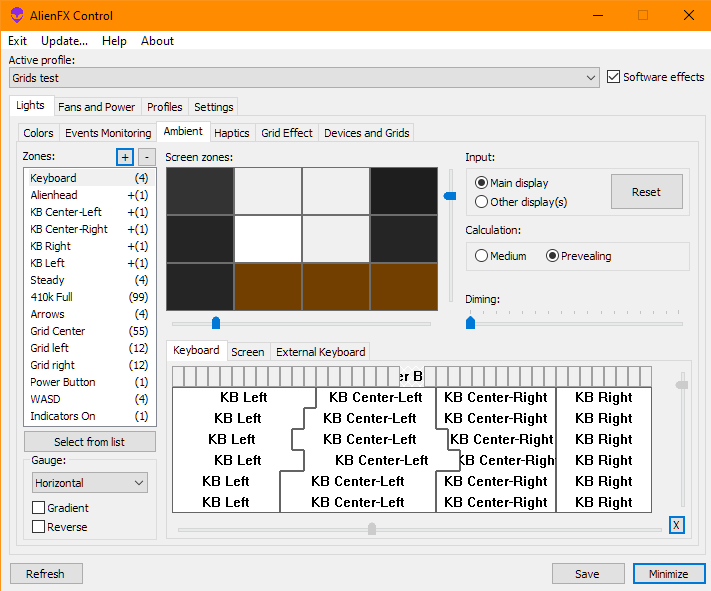 AlienFX Control
Exit Update... Help About
Active profile:
Grids test
Software effects
Lights Fans and Power Profiles Settings
Colors Events Monitoring Ambient Haptics Grid Effect Devices and Grids
Zones: + -
Keyboard (4)
Alienhead +(1)
KB Center-Left +(1)
KB Center-Right +(1)
KB Right +(1)
KB Left +(1)
Steady (4)
410k Full (99)
Arrows (4)
Grid Center (55)
Grid left (12)
Grid right (12)
Power Button (1)
WASD (4)
Indicators On (1)
Select from list
Gauge:
Horizontal
Gradient
Reverse
Screen zones:
Input:
Main display
Other display(s)
Reset
Calculation:
Medium Prevealing
Diming:
Keyboard Screen External Keyboard
er B
KB Left KB Center-Left KB Center-Right KB Right
KB Left KB Center-Left KB Center-Right KB Right
KB Left KB Center-Left KB Center-Right KB Right
KB Left KB Center-Left KB Center-Right KB Right
KB Left KB Center-Left KB Center-Right KB Right
KB Left KB Center-Left KB Center-Right KB Right
X
Refresh Save Minimize